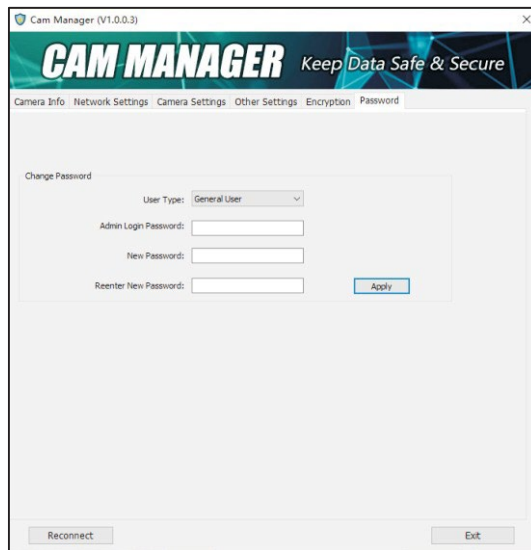 Cam Manager (V1.0.0.3)
CAM MANAGER Keep Data Safe & Secure
Camera Info Network Settings Camera Settings Other Settings Encryption Password
Change Password
User Type: General User
Admin Login Password:
New Password:
Reenter New Password:
Apply
Reconnect Exit